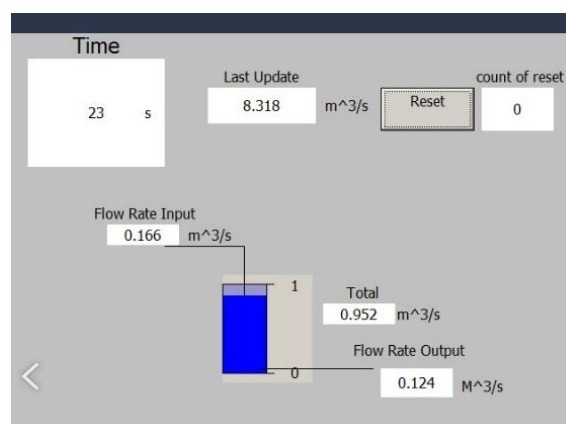 Time
23 s
Last Update
8.318 m^3/s
Reset
count of reset
0
Flow Rate Input
0.166 m^3/s
1
0
Total
0.952 m^3/s
Flow Rate Output
0.124 M^3/s